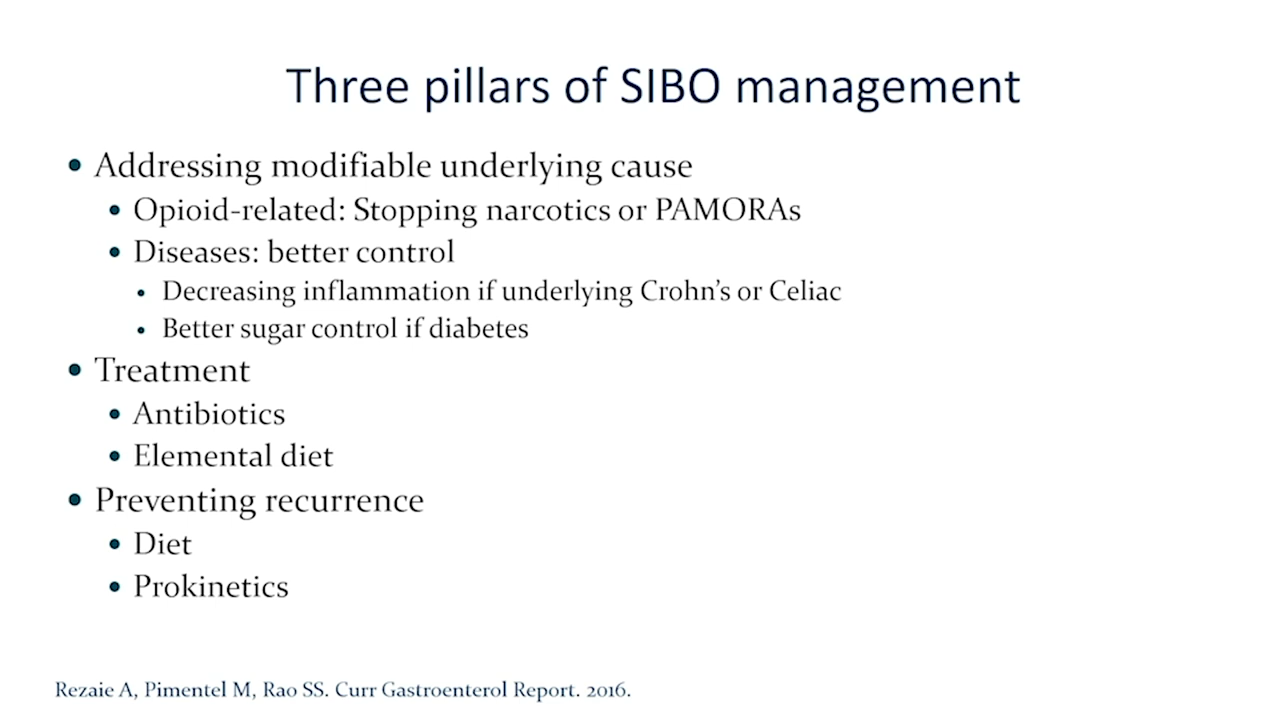 Three pillars of SIBO management
• Addressing modifiable underlying cause
• Opioid-related: Stopping narcotics or PAMORAs
• Diseases: better control
• Decreasing inflammation if underlying Crohn's or Celiac
• Better sugar control if diabetes
• Treatment
• Antibiotics
• Elemental diet
• Preventing recurrence
• Diet
• Prokinetics
Rezaie A, Pimentel M, Rao SS. Curr Gastroenterol Report. 2016.